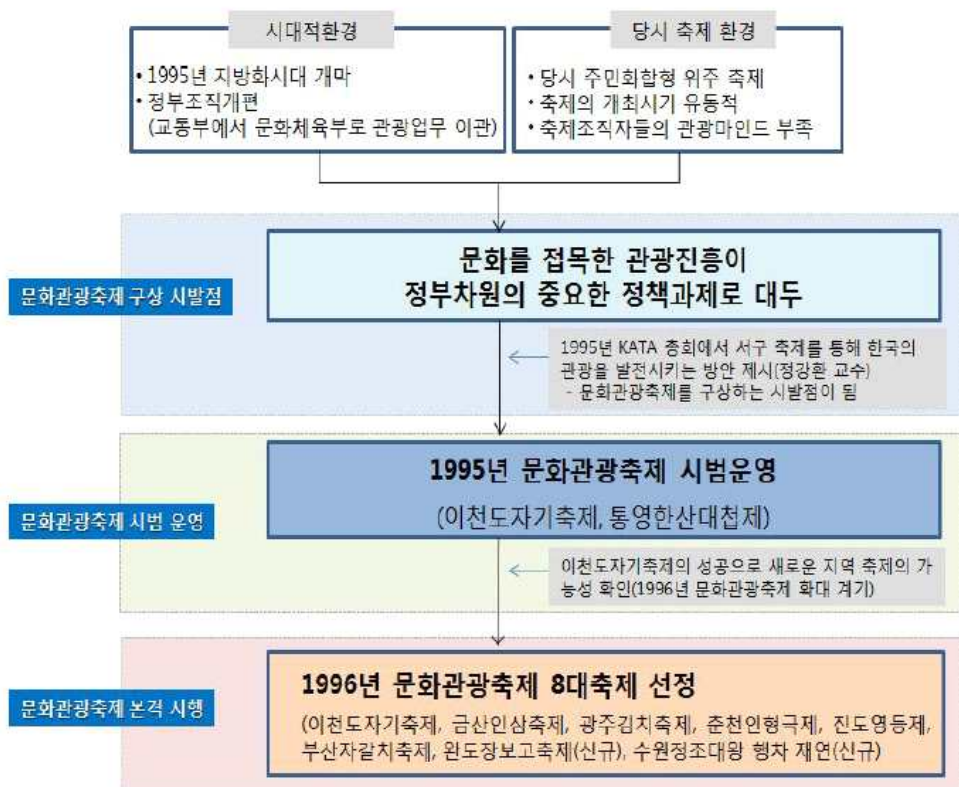 시대적환경
• 1995년 지방화시대 개마
• 정부조직개편
(교통부에서 문화체육부로 관광업무 이관)
당시 축제 환경
• 당시 주민화합형 위주 축제
• 축제의 개최시기 유동적
• 축제조직자들의 관광마인드 부족
문화관광축제 구상 시발점
문화를 접목한 관광진흥이
정부차원의 중요한 정책과제로 대두
1995년 KATA 총회에서 서구 축제를 통해 한국의
관광을 발전시키는 방안 제시(정강환 교수)
- 문화관광축제를 구상하는 시발점이 됨
문화관광축제 시범 운영
1995년 문화관광축제 시범운영
(이천도자기축제, 통영한산대첩제)
이천도자기축제의 성공으로 새로운 지역 축제의 가
능성 확인(1996년 문화관광축제 확대 계기)
문화관광축제 본격 시행
1996년 문화관광축제 8대축제 선정
(이천도자기축제, 금산인삼축제, 광주김치축제, 춘천인형극제, 진도영등제,
부산자갈치축제, 완도장보고축제(신규), 수원정조대왕 행차 재연(신규)